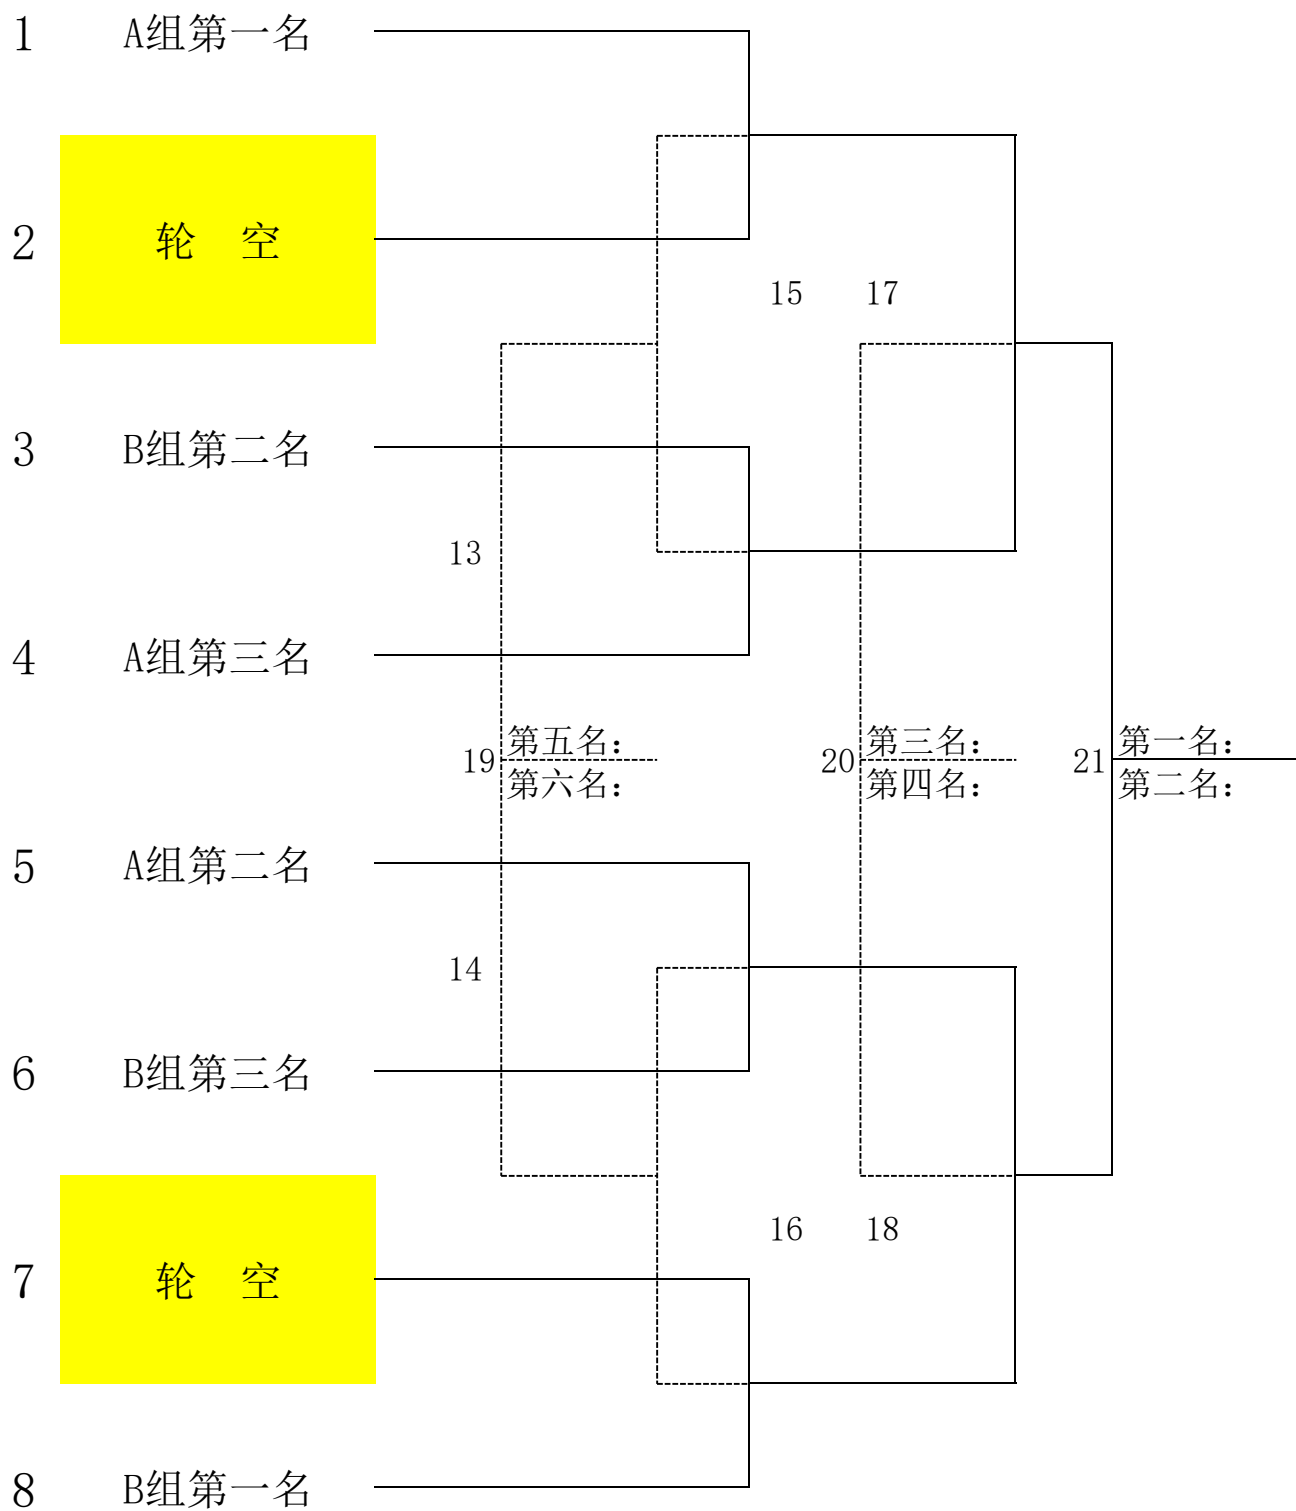 1 A组第一名
2 轮 空
15 17
3 B组第二名
13
4 A组第三名
第五名： 第三名： 第一名：
19 20 21
第六名： 第四名： 第二名：
5 A组第二名
14
6 B组第三名
16 18
7 轮 空
8 B组第一名